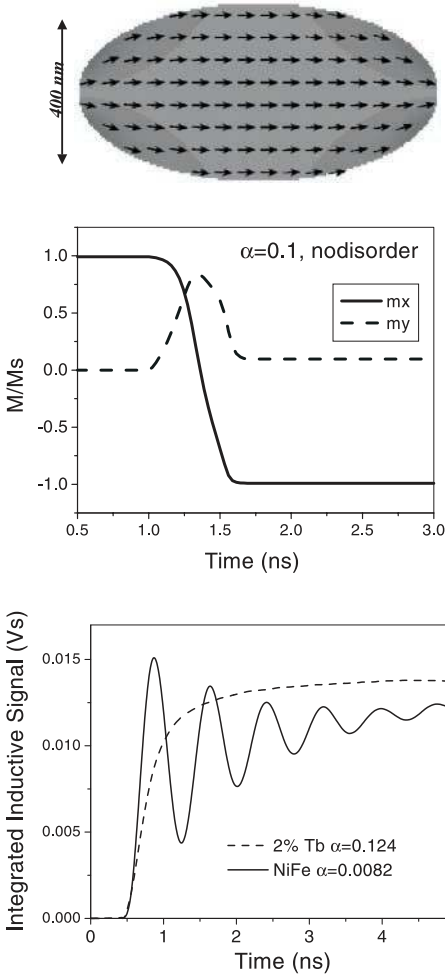 400 nm
α=0.1, nodisorder
mx
my
M/Ms
1.0
0.5
0.0
-0.5
-1.0
0.5 1.0 1.5 2.0 2.5 3.0
Time (ns)
Integrated Inductive Signal (Vs)
0.015
0.010
0.005
0.000
2% Tb α=0.124
NiFe α=0.0082
0 1 2 3 4
Time (ns)